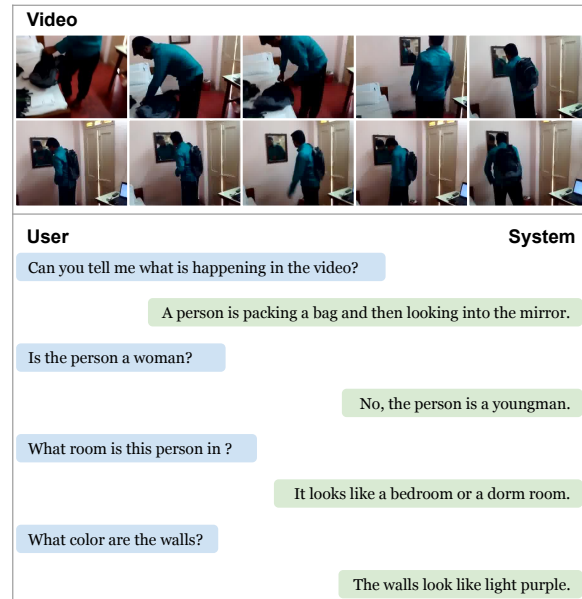 Video
User System
Can you tell me what is happening in the video?
A person is packing a bag and then looking into the mirror.
Is the person a woman?
No, the person is a youngman.
What room is this person in ?
It looks like a bedroom or a dorm room.
What color are the walls?
The walls look like light purple.